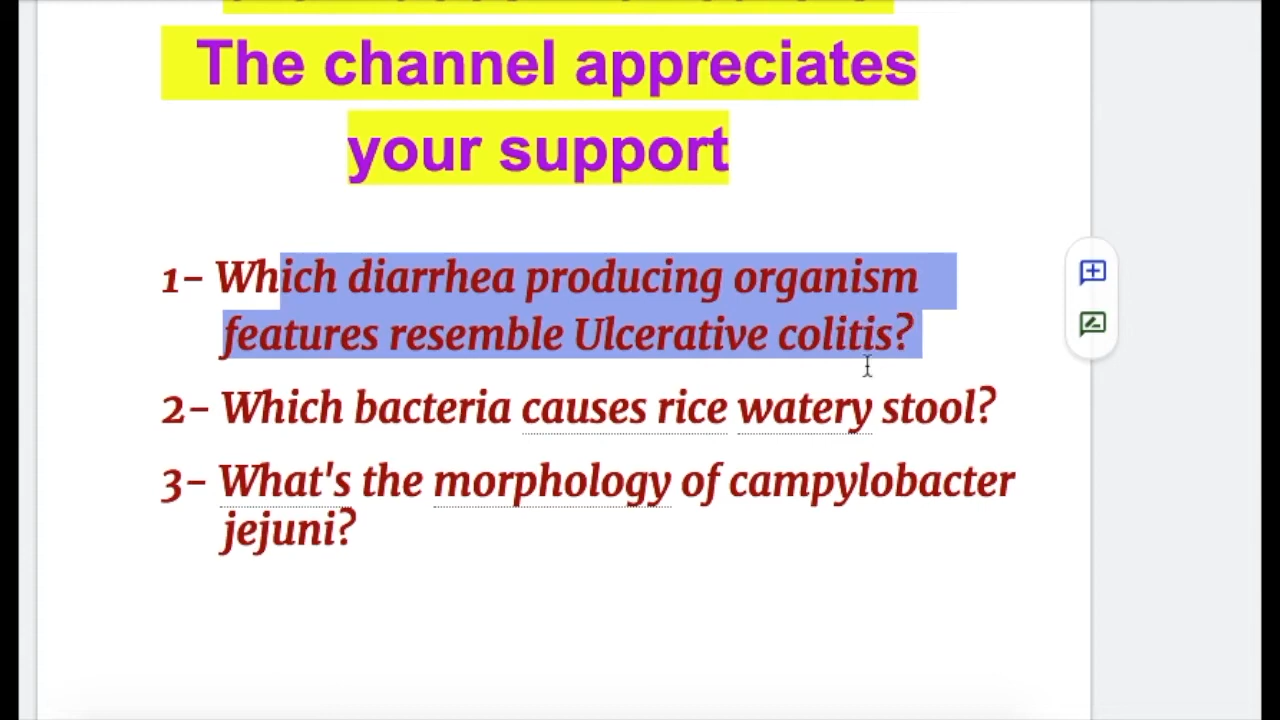 The channel appreciates
your support
1- Which diarrhea producing organism
features resemble Ulcerative colitis?
2- Which bacteria causes rice watery stool?
3- What's the morphology of campylobacter
jejuni?